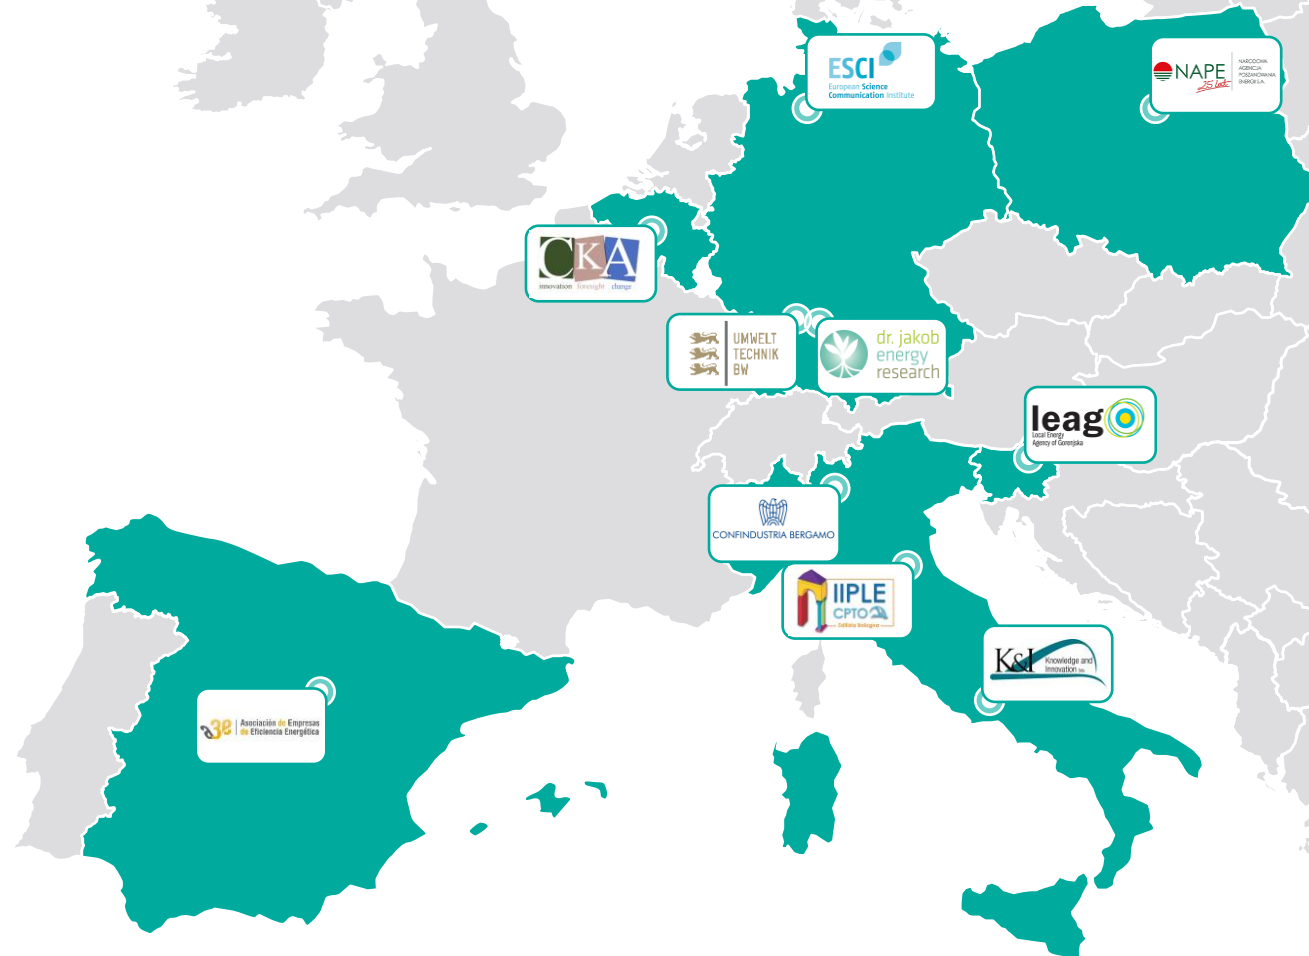 ESCI
European Science
Communication Institute
NAPE
25 lat
NARODOWA
AGENCJA
POSZANOWANIA
ENERGII S.A.
CKA
innovation foresight change
UMWELT
TECHNIK
BW
dr. jakob
energy
research
leag
Local Energy
Agency of Gorenjska
CONFINDUSTRIA BERGAMO
IIPLE
CPTO
Edilizia Bologna
K&I
Knowledge and
Innovation
a3e
Asociación de Empresas
de Eficiencia Energética